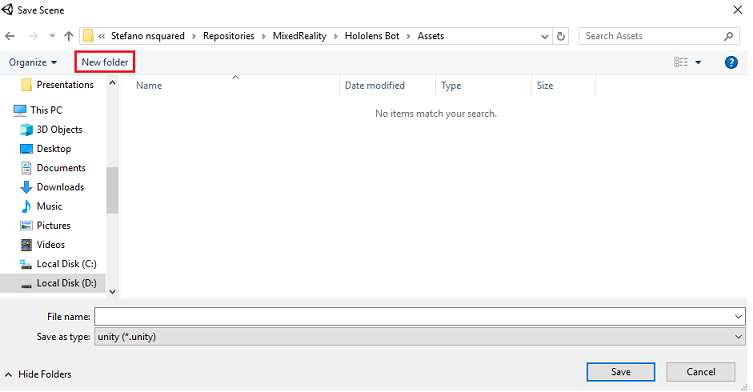 Save Scene
« Stefano nsquared > Repositories > MixedReality > Hololens Bot > Assets
Search Assets
Organize
New folder
?
Name
Date modified
Type
Size
No items match your search.
Presentations
This PC
3D Objects
Desktop
Documents
Downloads
Music
Pictures
Videos
Local Disk (C:)
Local Disk (D:)
File name:
Save as type: unity (*.unity)
Hide Folders
Save
Cancel